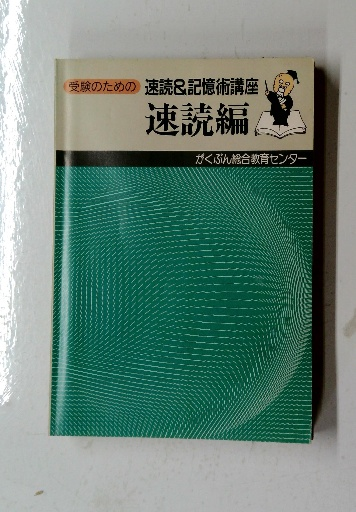 受験のための 速読&記憶術講座
速読編
がくぶん総合教育センター